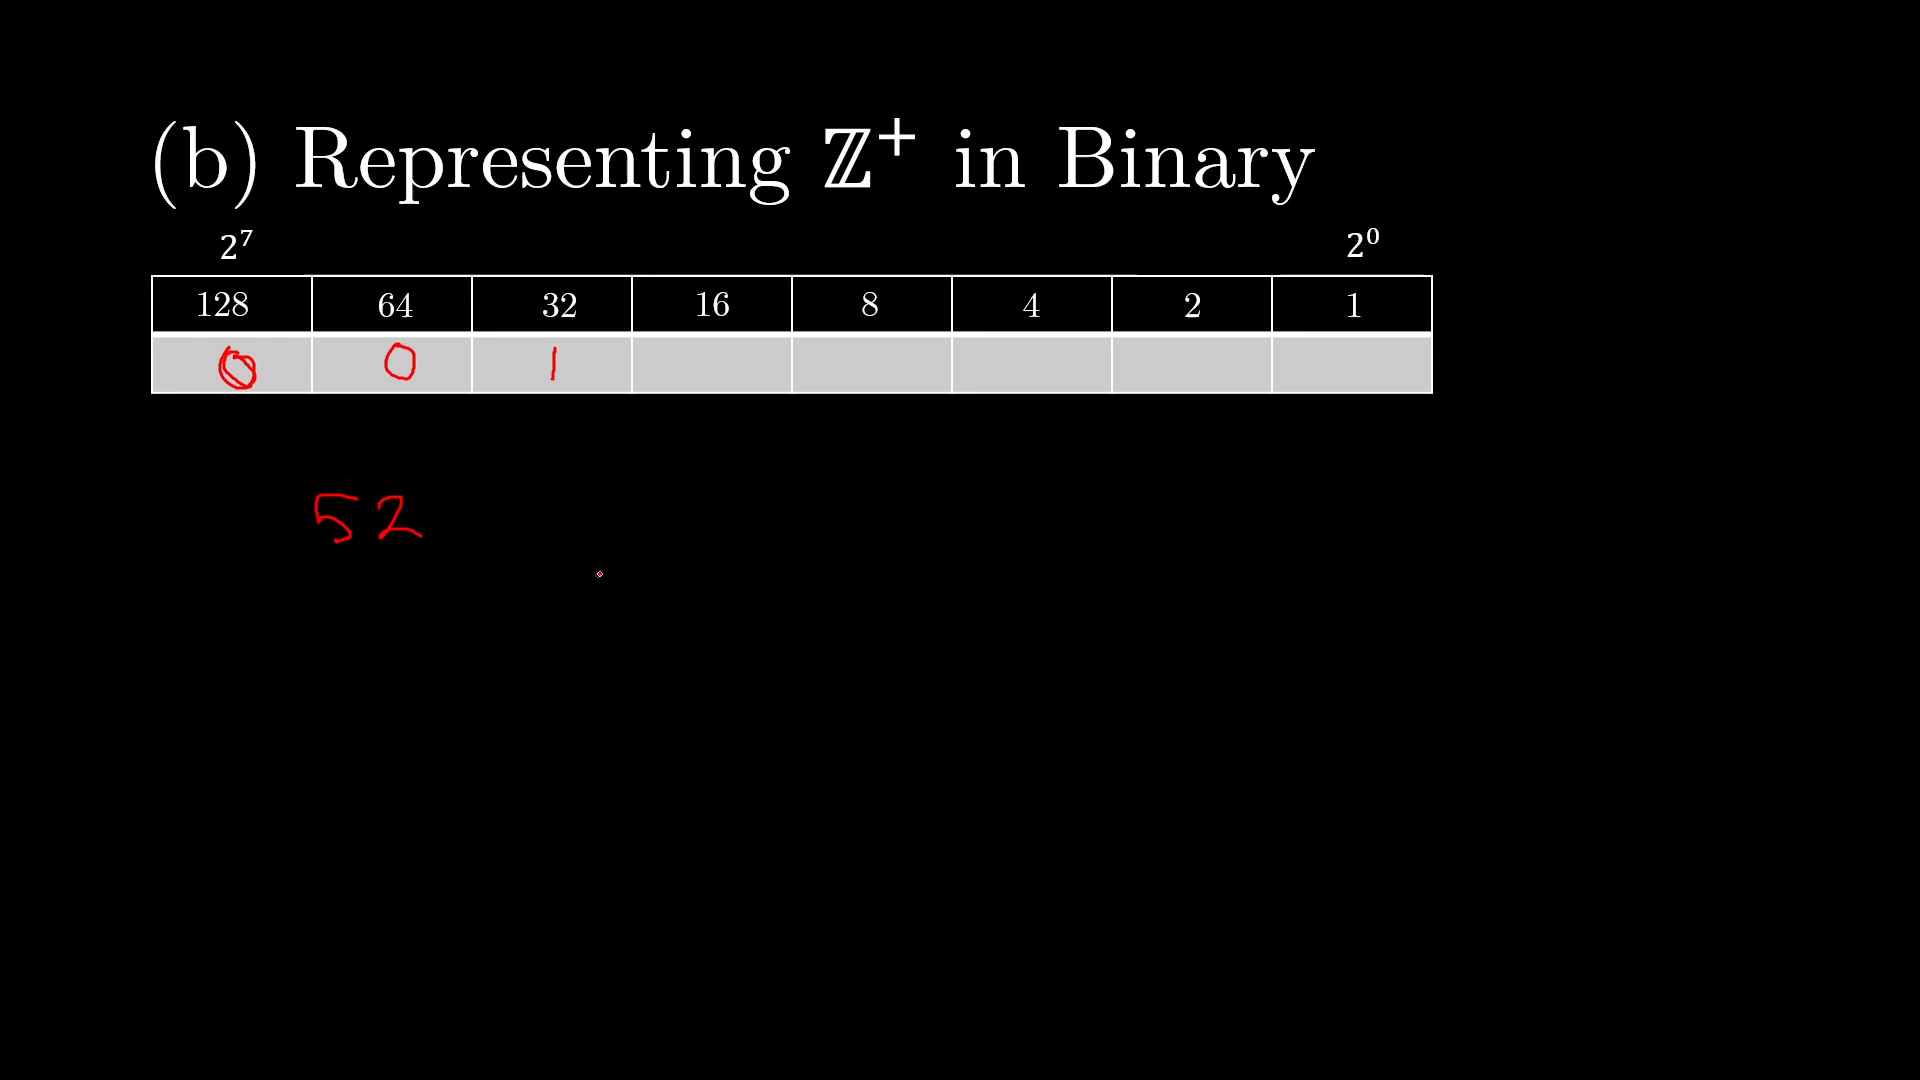 (b) Representing ℤ⁺ in Binary
2⁷ 2⁰
128 64 32 16 8 4 2 1
0 0 1
52